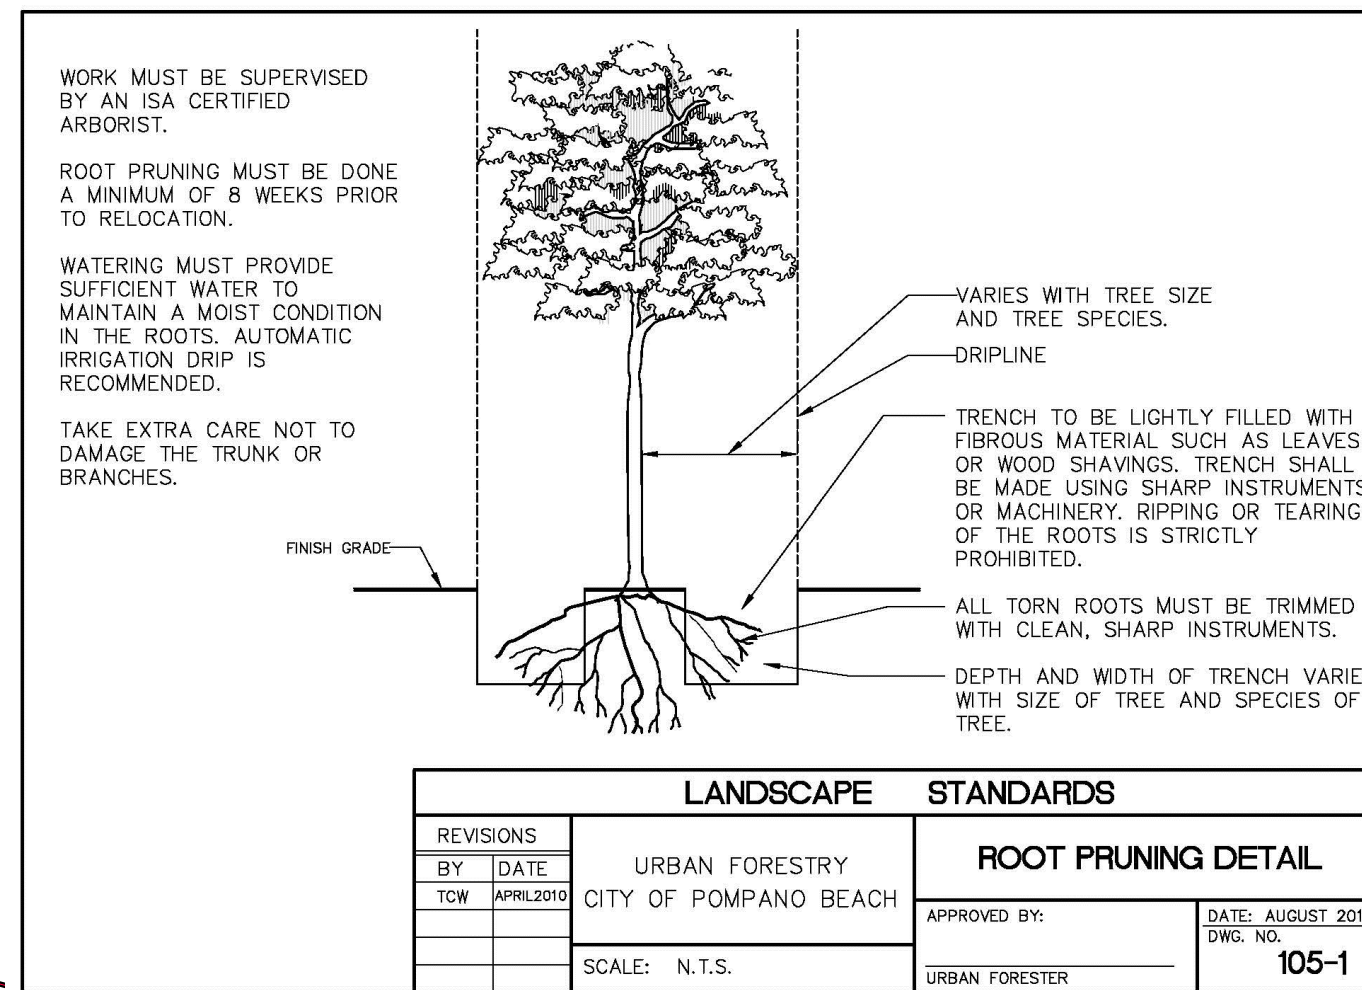 WORK MUST BE SUPERVISED
BY AN ISA CERTIFIED
ARBORIST.
ROOT PRUNING MUST BE DONE
A MINIMUM OF 8 WEEKS PRIOR
TO RELOCATION.
WATERING MUST PROVIDE
SUFFICIENT WATER TO
MAINTAIN A MOIST CONDITION
IN THE ROOTS. AUTOMATIC
IRRIGATION DRIP IS
RECOMMENDED.
TAKE EXTRA CARE NOT TO
DAMAGE THE TRUNK OR
BRANCHES.
FINISH GRADE
VARIES WITH TREE SIZE
AND TREE SPECIES.
DRIPLINE
TRENCH TO BE LIGHTLY FILLED WITH
FIBROUS MATERIAL SUCH AS LEAVES
OR WOOD SHAVINGS. TRENCH SHALL
BE MADE USING SHARP INSTRUMENTS
OR MACHINERY. RIPPING OR TEARING
OF THE ROOTS IS STRICTLY
PROHIBITED.
ALL TORN ROOTS MUST BE TRIMMED
WITH CLEAN, SHARP INSTRUMENTS.
DEPTH AND WIDTH OF TRENCH VARIE
WITH SIZE OF TREE AND SPECIES OF
TREE.
LANDSCAPE STANDARDS
REVISIONS
BY DATE
TCW APRIL2010
URBAN FORESTRY
CITY OF POMPANO BEACH
SCALE: N.T.S.
ROOT PRUNING DETAIL
APPROVED BY:
URBAN FORESTER
DATE: AUGUST 201
DWG. NO.
105-1